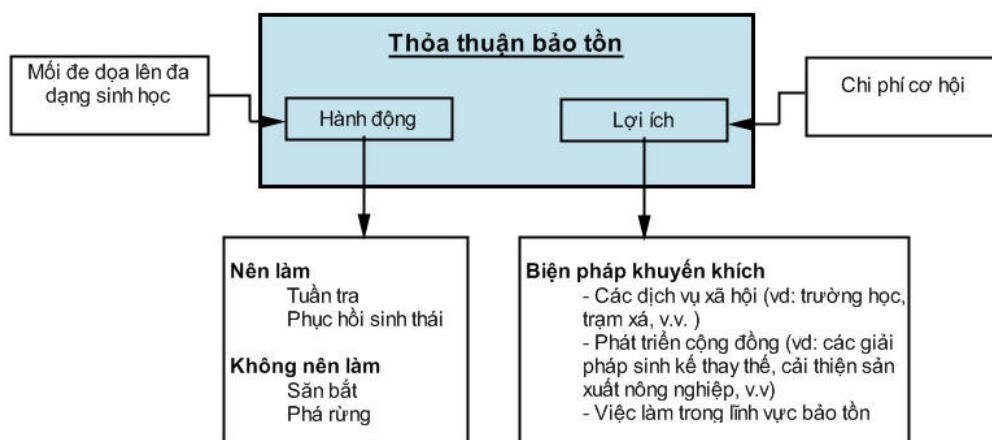 Thỏa thuận bảo tồn
Mối đe dọa lên đa
dạng sinh học
Hành động
Lợi ích
Chi phí cơ hội
Nên làm
Tuần tra
Phục hồi sinh thái
Không nên làm
Săn bắt
Phá rừng
Biện pháp khuyến khích
- Các dịch vụ xã hội (vd: trường học,
trạm xá, v.v. )
- Phát triển cộng đồng (vd: các giải
pháp sinh kế thay thế, cải thiện sản
xuất nông nghiệp, v.v)
- Việc làm trong lĩnh vực bảo tồn